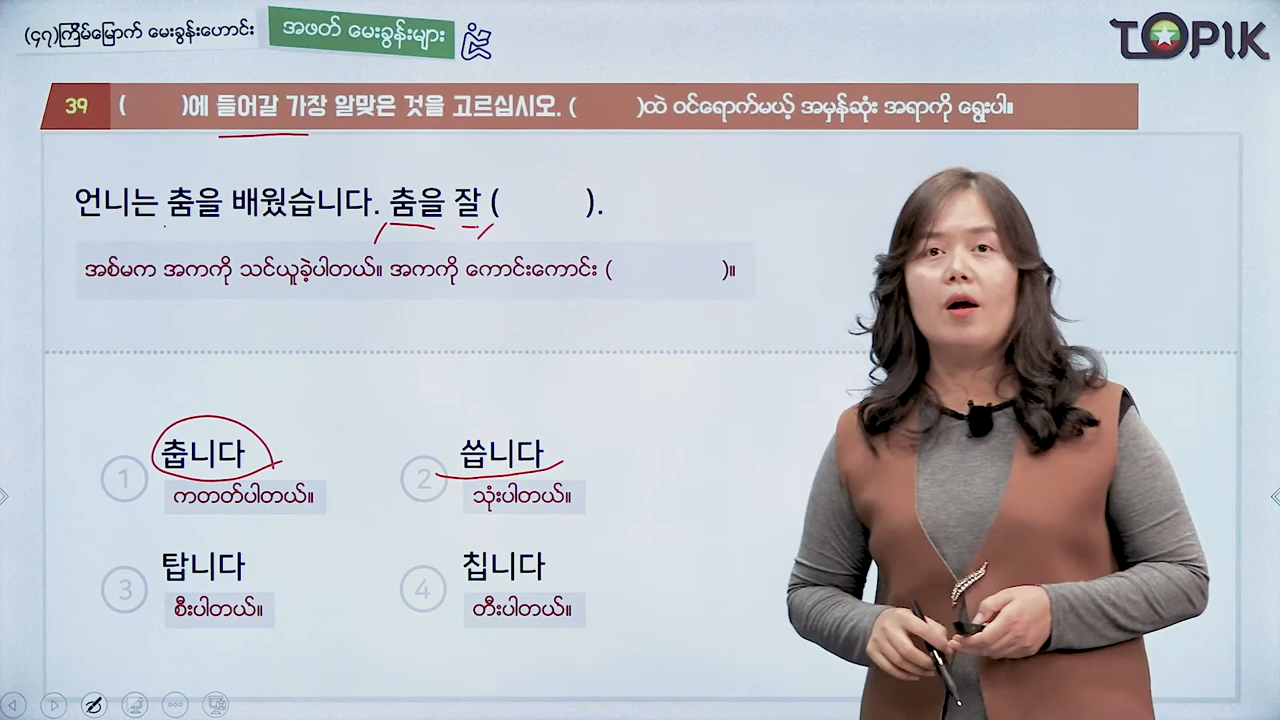 (၄၇)ကြိမ်မြောက် မေးခွန်းဟောင်း
အဖတ် မေးခွန်းများ
TOPIK
39 ( )에 들어갈 가장 알맞은 것을 고르십시오. ( )ထဲ ဝင်ရောက်မယ့် အမှန်ဆုံး အရာကို ရွေးပါ။
언니는 춤을 배웠습니다. 춤을 잘 ( ).
အစ်မက အကကို သင်ယူခဲ့ပါတယ်။ အကကို ကောင်းကောင်း ( )။
1 춥니다
ကတတ်ပါတယ်။
2 씁니다
သုံးပါတယ်။
3 탑니다
စီးပါတယ်။
4 칩니다
တီးပါတယ်။